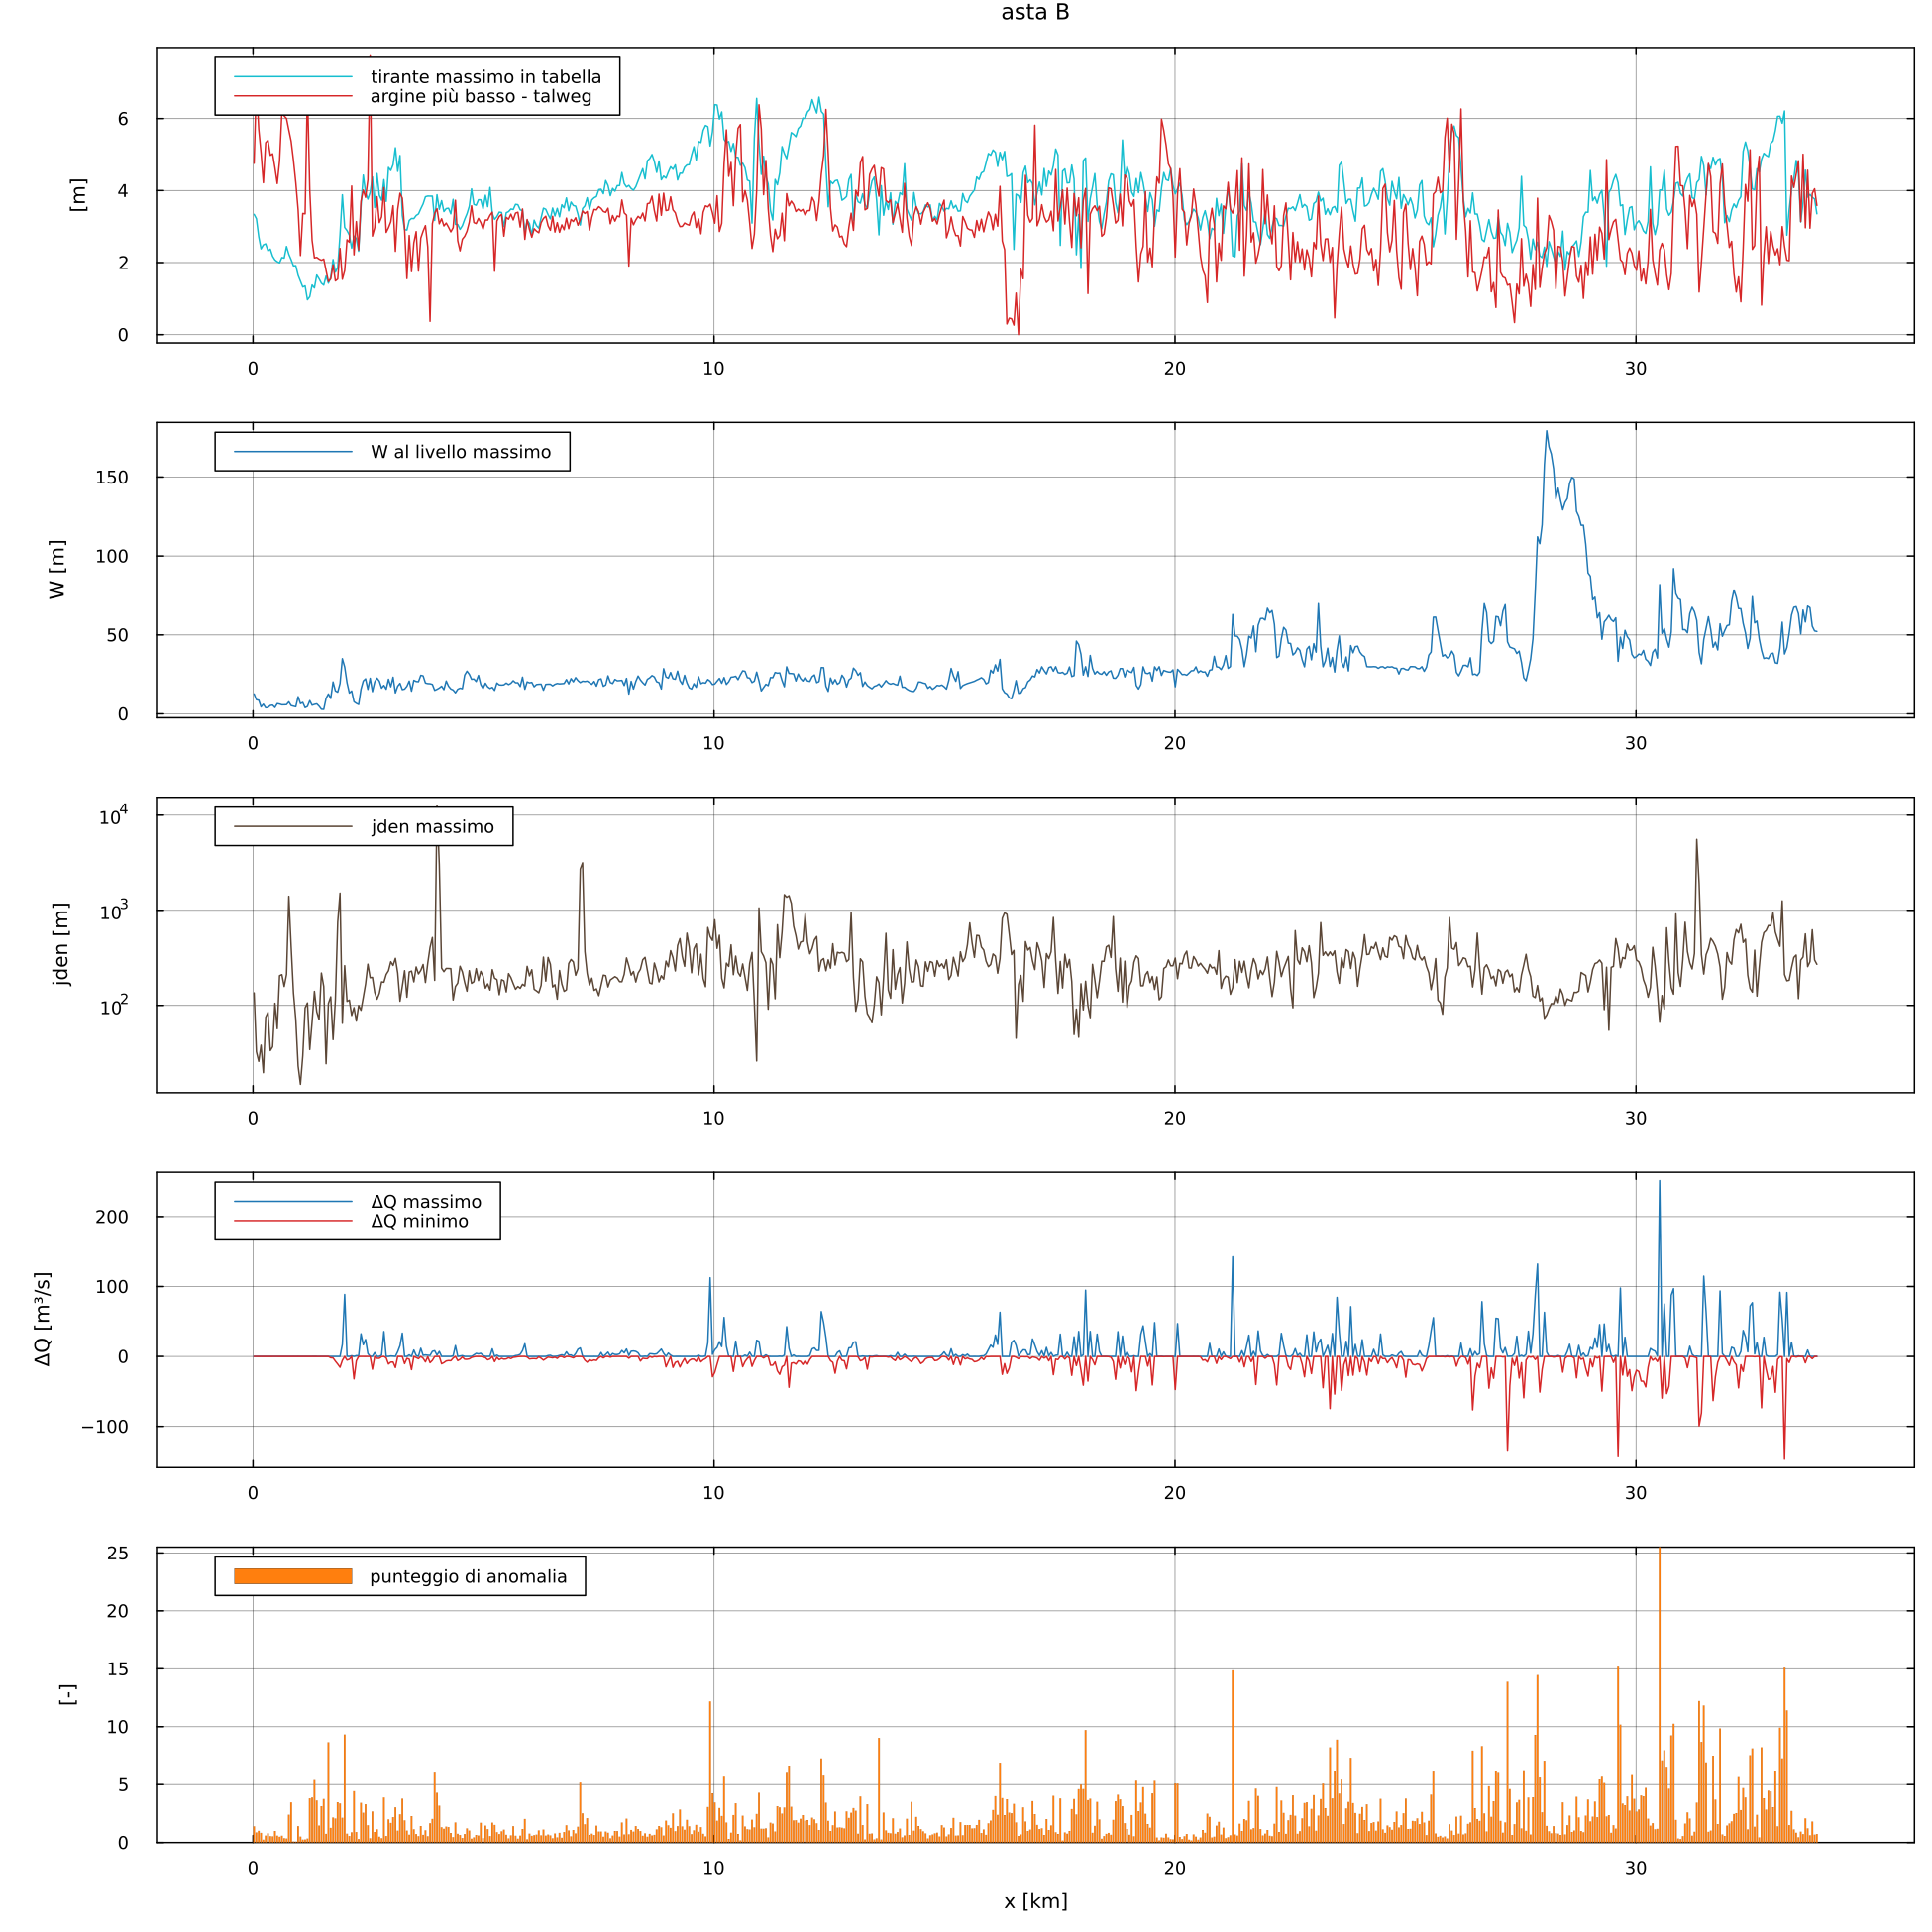 asta B
tirante massimo in tabella
argine più basso - talweg
[m]
6
4
2
0
0 10 20 30
W al livello massimo
W [m]
150
100
50
0
0 10 20 30
jden massimo
jden [m]
10⁴
10³
10²
0 10 20 30
ΔQ massimo
ΔQ minimo
ΔQ [m³/s]
200
100
0
−100
0 10 20 30
punteggio di anomalia
[-]
25
20
15
10
5
0
0 10 20 30
x [km]